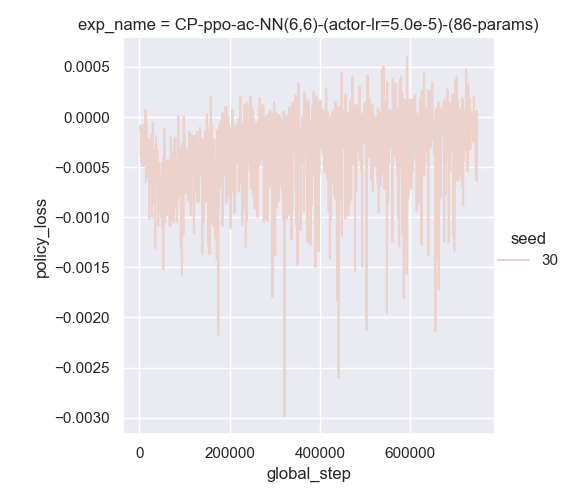 exp_name = CP-ppo-ac-NN(6,6)-(actor-lr=5.0e-5)-(86-params)
0.0005
0.0000
−0.0005
−0.0010
−0.0015
−0.0020
−0.0025
−0.0030
policy_loss
0 200000 400000 600000
global_step
seed
30